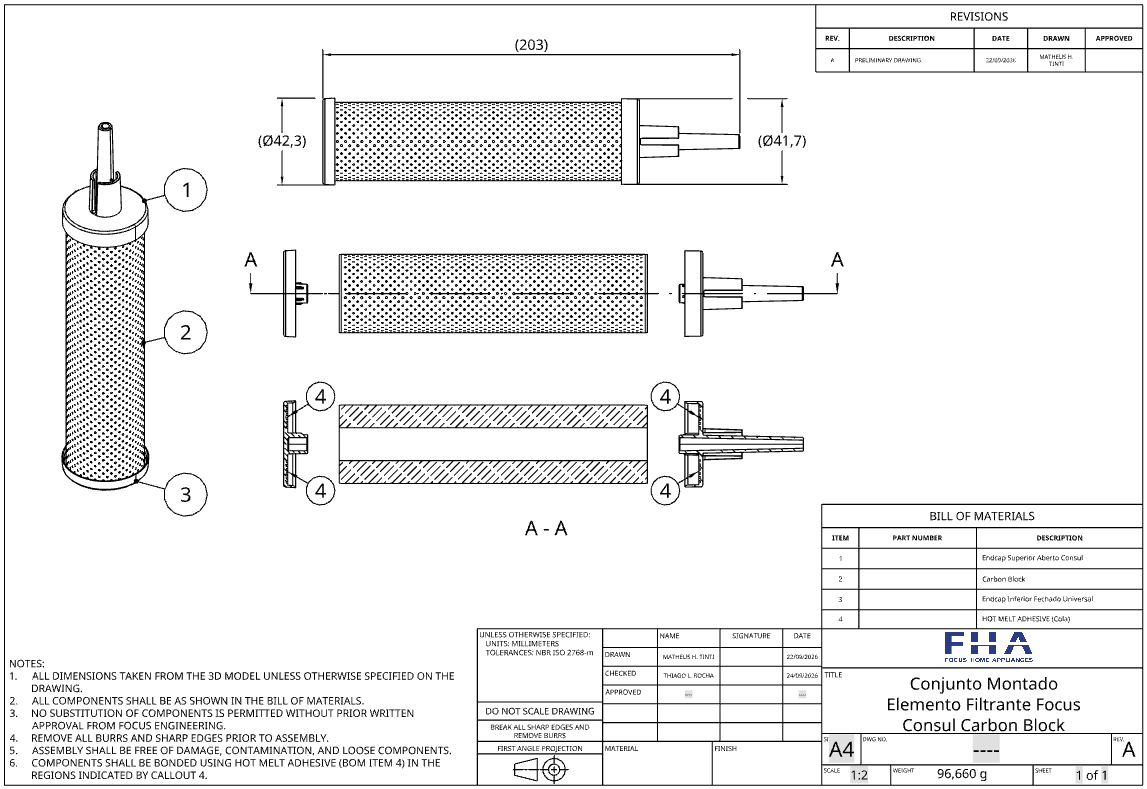 REVISIONS
REV. DESCRIPTION DATE DRAWN APPROVED
A PRELIMINARY DRAWING MATHEUS H. TINTI
(203)
(Ø42,3)
(Ø41,7)
1
2
3
A A
4 4
4 4
A - A
BILL OF MATERIALS
ITEM PART NUMBER DESCRIPTION
1 Endcap Superior Aberto Consul
2 Carbon Block
3 Endcap Inferior Fechado Universal
4 HOT MELT ADHESIVE (Cola)
NOTES:
1. ALL DIMENSIONS TAKEN FROM THE 3D MODEL UNLESS OTHERWISE SPECIFIED ON THE
DRAWING.
2. ALL COMPONENTS SHALL BE AS SHOWN IN THE BILL OF MATERIALS.
3. NO SUBSTITUTION OF COMPONENTS IS PERMITTED WITHOUT PRIOR WRITTEN
APPROVAL FROM FOCUS ENGINEERING.
4. REMOVE ALL BURRS AND SHARP EDGES PRIOR TO ASSEMBLY.
5. ASSEMBLY SHALL BE FREE OF DAMAGE, CONTAMINATION, AND LOOSE COMPONENTS.
6. COMPONENTS SHALL BE BONDED USING HOT MELT ADHESIVE (BOM ITEM 4) IN THE
REGIONS INDICATED BY CALLOUT 4.
UNLESS OTHERWISE SPECIFIED:
UNITS: MILLIMETERS
TOLERANCES: NBR ISO 2768-m
DO NOT SCALE DRAWING
BREAK ALL SHARP EDGES AND
REMOVE BURRS
FIRST ANGLE PROJECTION
NAME SIGNATURE DATE
DRAWN MATHEUS H. TINTI 22/09/2026
CHECKED THIAGO L. ROCHA 24/09/2026
APPROVED ---- ----
MATERIAL FINISH
FHA
FOCUS HOME APPLIANCES
TITLE
Conjunto Montado
Elemento Filtrante Focus
Consul Carbon Block
A4 DWG NO. ---- REV. A
SCALE 1:2 WEIGHT 96,660 g SHEET 1 of 1